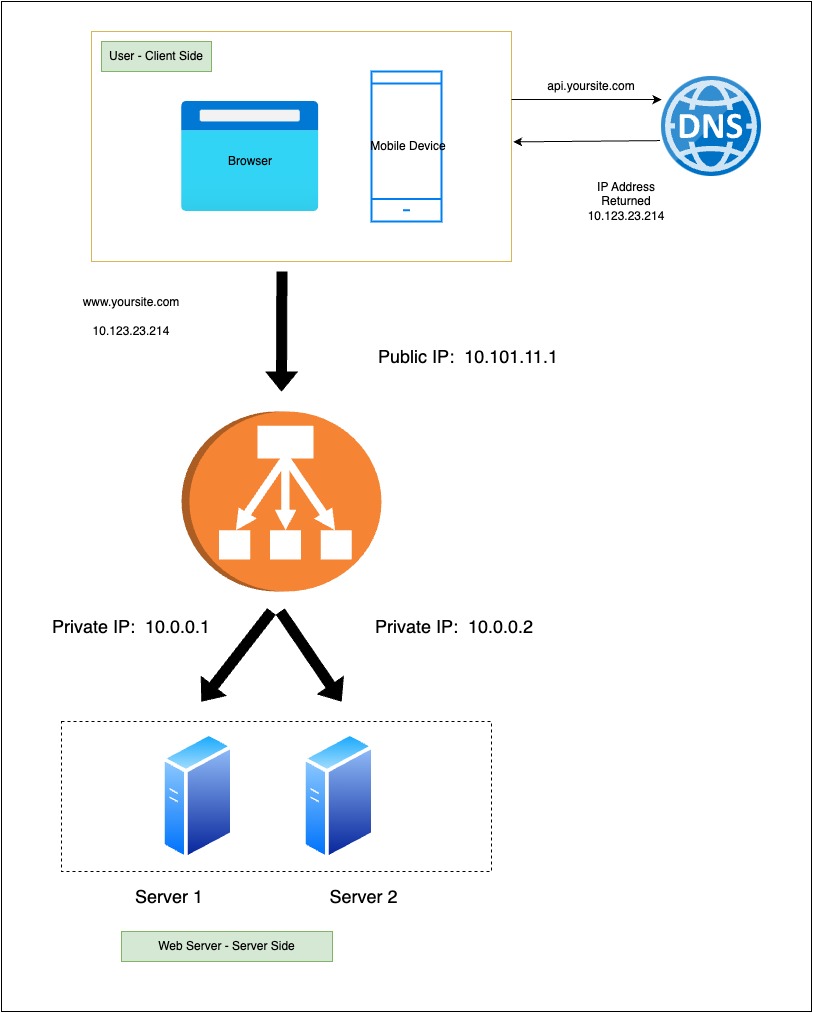 User - Client Side
Browser
Mobile Device
api.yoursite.com
DNS
IP Address
Returned
10.123.23.214
www.yoursite.com
10.123.23.214
Public IP:  10.101.11.1
Private IP:  10.0.0.1
Private IP:  10.0.0.2
Server 1
Server 2
Web Server - Server Side